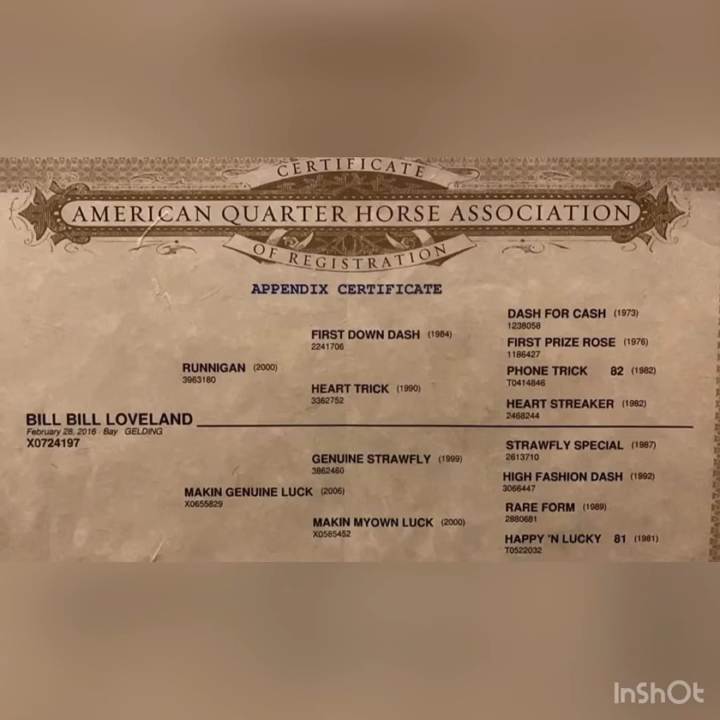 CERTIFICATE
AMERICAN QUARTER HORSE ASSOCIATION
OF REGISTRATION
APPENDIX CERTIFICATE
DASH FOR CASH (1973)
1238058
FIRST DOWN DASH (1984)
2241706
FIRST PRIZE ROSE (1976)
1186427
RUNNIGAN (2000)
3963180
PHONE TRICK 82 (1982)
T0414846
HEART TRICK (1990)
3362752
HEART STREAKER (1982)
2468244
BILL BILL LOVELAND
February 28, 2016 Bay GELDING
X0724197
STRAWFLY SPECIAL (1987)
2613710
GENUINE STRAWFLY (1999)
3862460
HIGH FASHION DASH (1992)
3066447
MAKIN GENUINE LUCK (2006)
X0655829
RARE FORM (1989)
2880681
MAKIN MYOWN LUCK (2000)
X0565452
HAPPY 'N LUCKY 81 (1981)
T0522032
InShOt